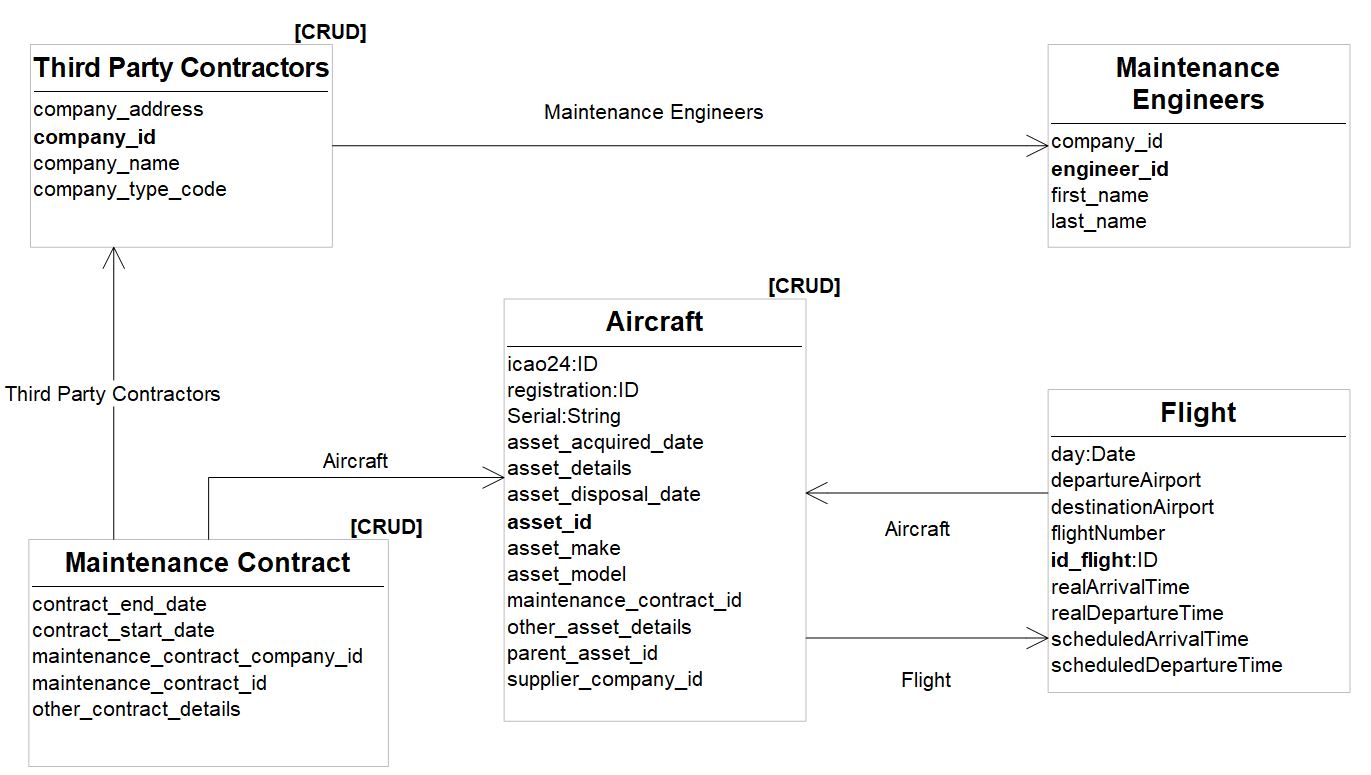 [CRUD]
Third Party Contractors
company_address
company_id
company_name
company_type_code
Maintenance Engineers
Maintenance
Engineers
company_id
engineer_id
first_name
last_name
Third Party Contractors
Aircraft
[CRUD]
Aircraft
icao24:ID
registration:ID
Serial:String
asset_acquired_date
asset_details
asset_disposal_date
asset_id
asset_make
asset_model
maintenance_contract_id
other_asset_details
parent_asset_id
supplier_company_id
Aircraft
Flight
Flight
day:Date
departureAirport
destinationAirport
flightNumber
id_flight:ID
realArrivalTime
realDepartureTime
scheduledArrivalTime
scheduledDepartureTime
[CRUD]
Maintenance Contract
contract_end_date
contract_start_date
maintenance_contract_company_id
maintenance_contract_id
other_contract_details